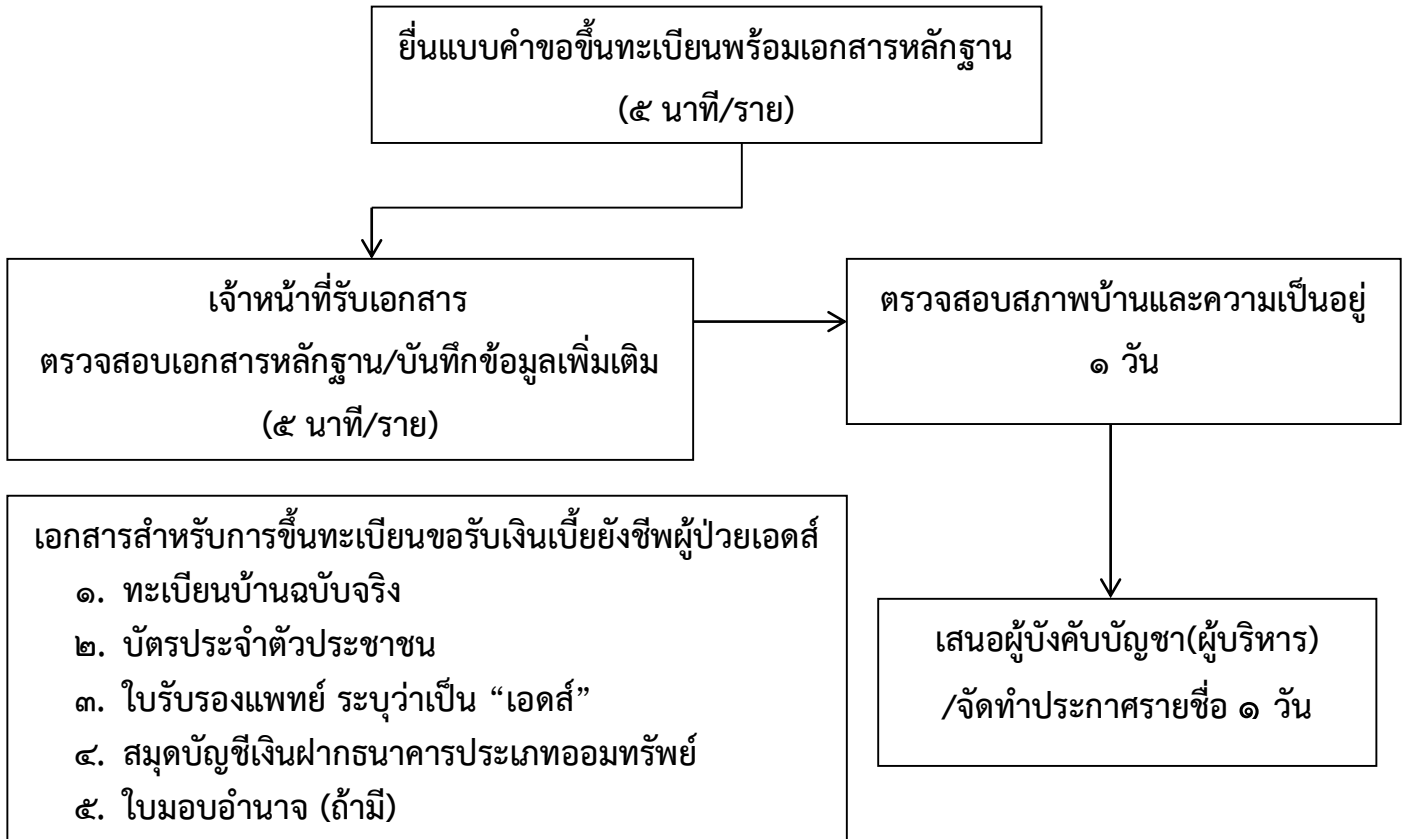 ยื่นแบบคำขอขึ้นทะเบียนพร้อมเอกสารหลักฐาน
(๕ นาที/ราย)
เจ้าหน้าที่รับเอกสาร
ตรวจสอบเอกสารหลักฐาน/บันทึกข้อมูลเพิ่มเติม
(๕ นาที/ราย)
ตรวจสอบสภาพบ้านและความเป็นอยู่
๑ วัน
เสนอผู้บังคับบัญชา(ผู้บริหาร)
/จัดทำประกาศรายชื่อ ๑ วัน
เอกสารสำหรับการขึ้นทะเบียนขอรับเงินเบี้ยยังชีพผู้ป่วยเอดส์
๑. ทะเบียนบ้านฉบับจริง
๒. บัตรประจำตัวประชาชน
๓. ใบรับรองแพทย์ ระบุว่าเป็น “เอดส์”
๔. สมุดบัญชีเงินฝากธนาคารประเภทออมทรัพย์
๕. ใบมอบอำนาจ (ถ้ามี)